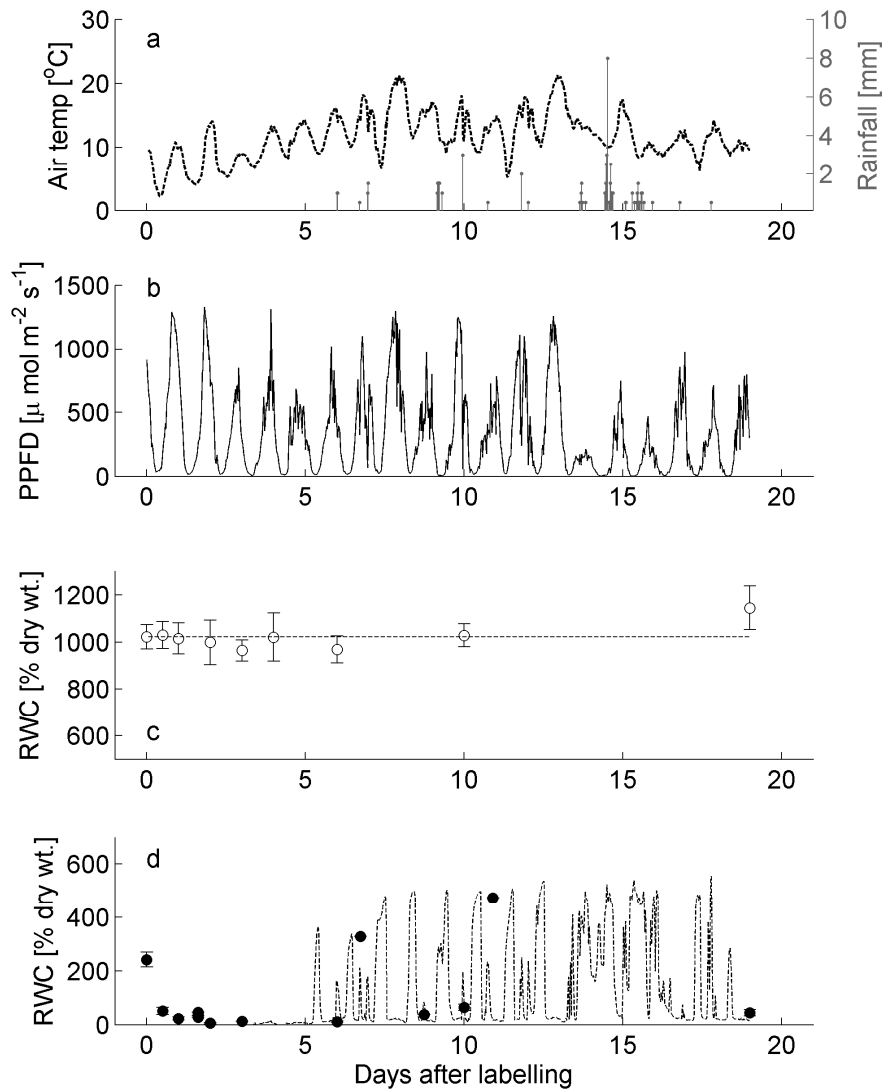 a
Air temp [°C]
30
20
10
0
0 5 10 15 20
10
8
6
4
2
Rainfall [mm]
b
PPFD [μ mol m⁻² s⁻¹]
1500
1000
500
0
0 5 10 15 20
RWC [% dry wt.]
1200
1000
800
600
c
0 5 10 15 20
d
RWC [% dry wt.]
600
400
200
0
0 5 10 15 20
Days after labelling